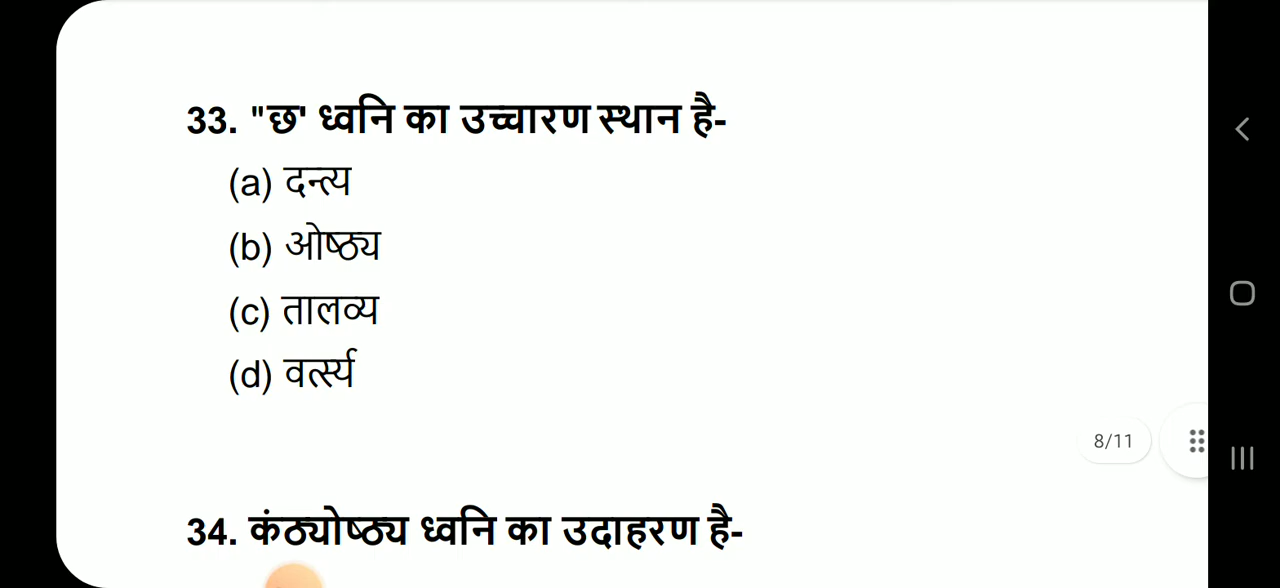 33. "छ' ध्वनि का उच्चारण स्थान है-
(a) दन्त्य
(b) ओष्ठ्य
(c) तालव्य
(d) वर्त्स्य
8/11
34. कंठ्योष्ठ्य ध्वनि का उदाहरण है-